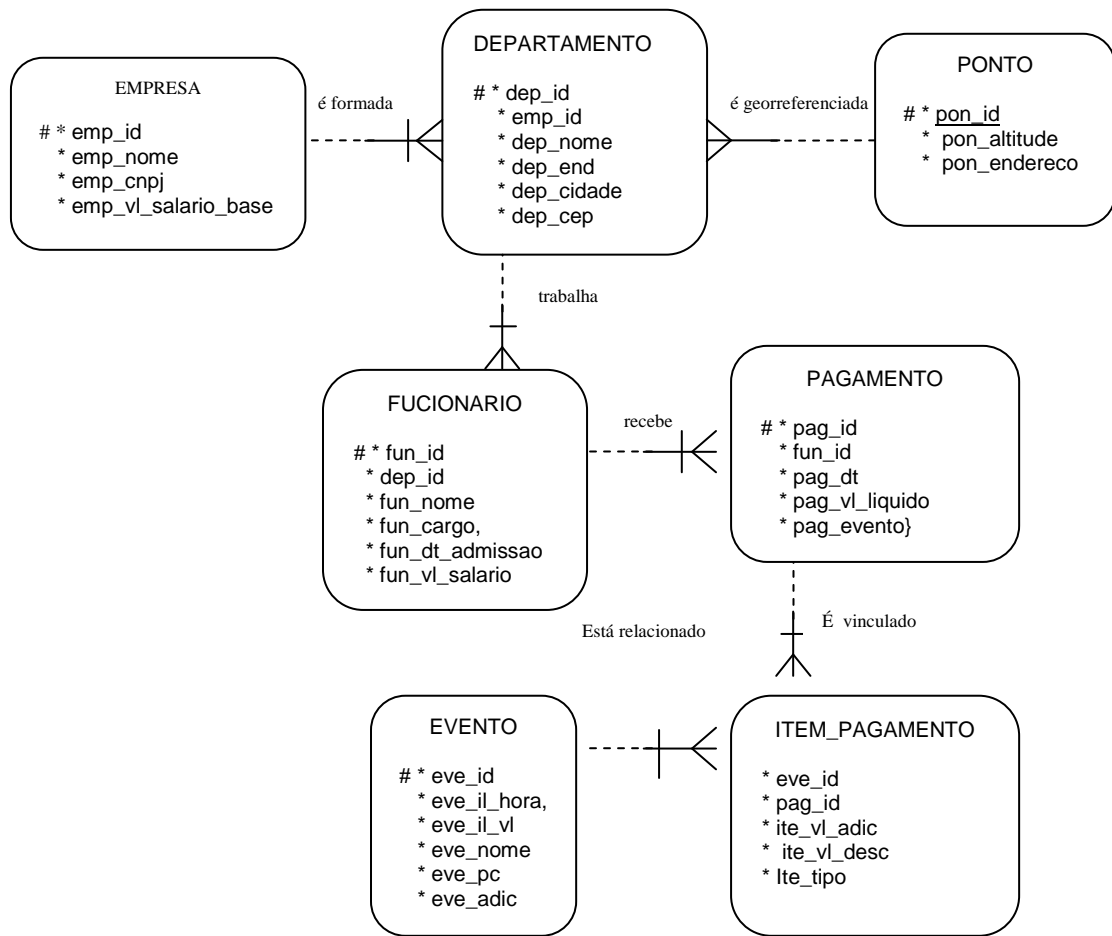 EMPRESA
# * emp_id
* emp_nome
* emp_cnpj
* emp_vl_salario_base
é formada
DEPARTAMENTO
# * dep_id
* emp_id
* dep_nome
* dep_end
* dep_cidade
* dep_cep
é georreferenciada
PONTO
# * pon_id
* pon_altitude
* pon_endereco
trabalha
FUCIONARIO
# * fun_id
* dep_id
* fun_nome
* fun_cargo,
* fun_dt_admissao
* fun_vl_salario
recebe
PAGAMENTO
# * pag_id
* fun_id
* pag_dt
* pag_vl_liquido
* pag_evento}
Está relacionado
É vinculado
EVENTO
# * eve_id
* eve_il_hora,
* eve_il_vl
* eve_nome
* eve_pc
* eve_adic
ITEM_PAGAMENTO
* eve_id
* pag_id
* ite_vl_adic
* ite_vl_desc
* Ite_tipo